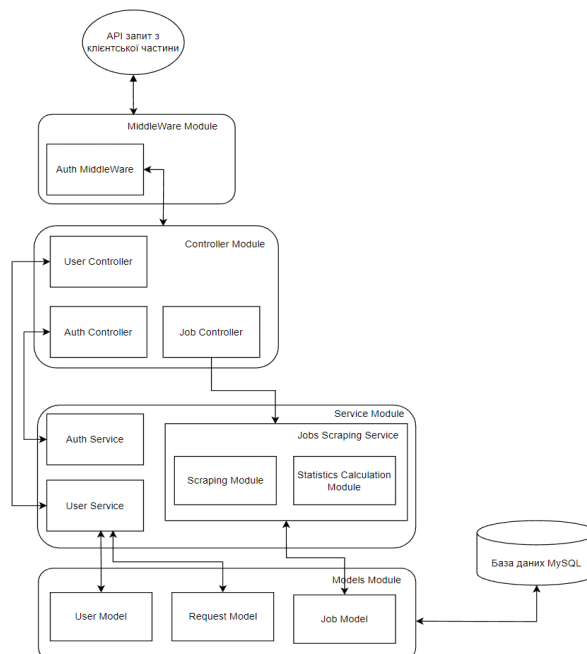 API запит з
клієнтської частини
MiddleWare Module
Auth MiddleWare
Controller Module
User Controller
Auth Controller
Job Controller
Service Module
Jobs Scraping Service
Auth Service
Scraping Module
Statistics Calculation
Module
User Service
База даних MySQL
Models Module
User Model
Request Model
Job Model